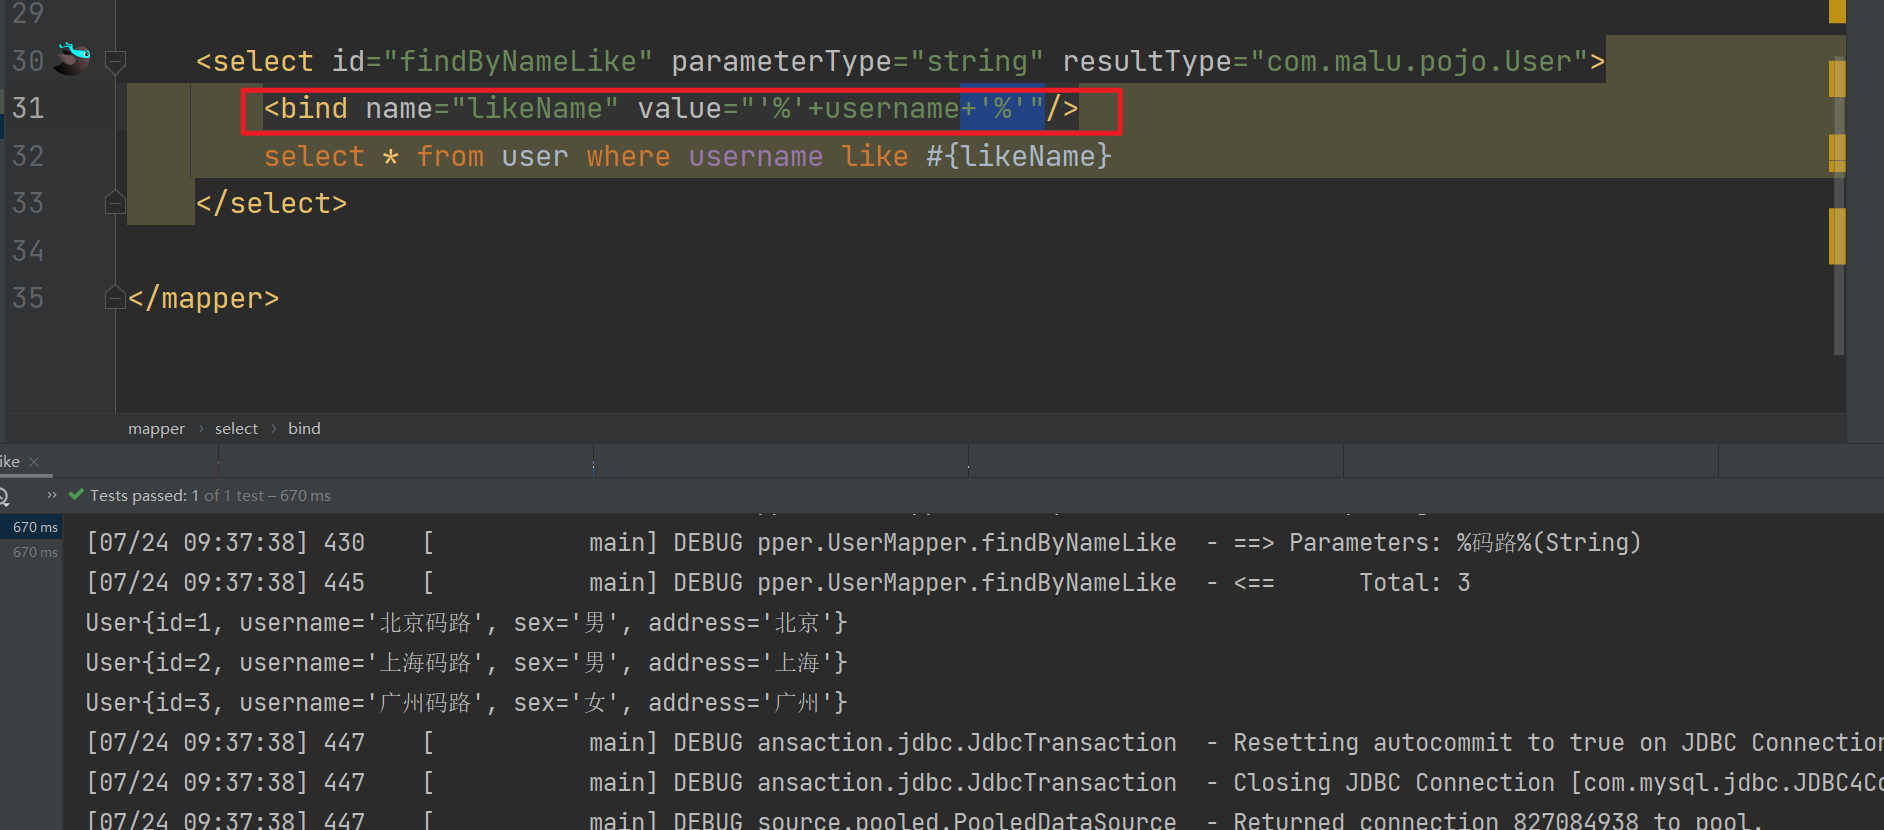 29
30 <select id="findByNameLike" parameterType="string" resultType="com.malu.pojo.User">
31 <bind name="likeName" value="'%'+username+'%'"/>
32 select * from user where username like #{likeName}
33 </select>
34
35 </mapper>
mapper › select › bind
ike ×
» Tests passed: 1 of 1 test – 670 ms
670 ms
670 ms
[07/24 09:37:38] 430 [ main] DEBUG pper.UserMapper.findByNameLike - ==> Parameters: %码路%(String)
[07/24 09:37:38] 445 [ main] DEBUG pper.UserMapper.findByNameLike - <== Total: 3
User{id=1, username='北京码路', sex='男', address='北京'}
User{id=2, username='上海码路', sex='男', address='上海'}
User{id=3, username='广州码路', sex='女', address='广州'}
[07/24 09:37:38] 447 [ main] DEBUG ansaction.jdbc.JdbcTransaction - Resetting autocommit to true on JDBC Connection
[07/24 09:37:38] 447 [ main] DEBUG ansaction.jdbc.JdbcTransaction - Closing JDBC Connection [com.mysql.jdbc.JDBC4Co
[07/24 09:37:38] 447 [ main] DEBUG source.pooled.PooledDataSource - Returned connection 827084938 to pool.